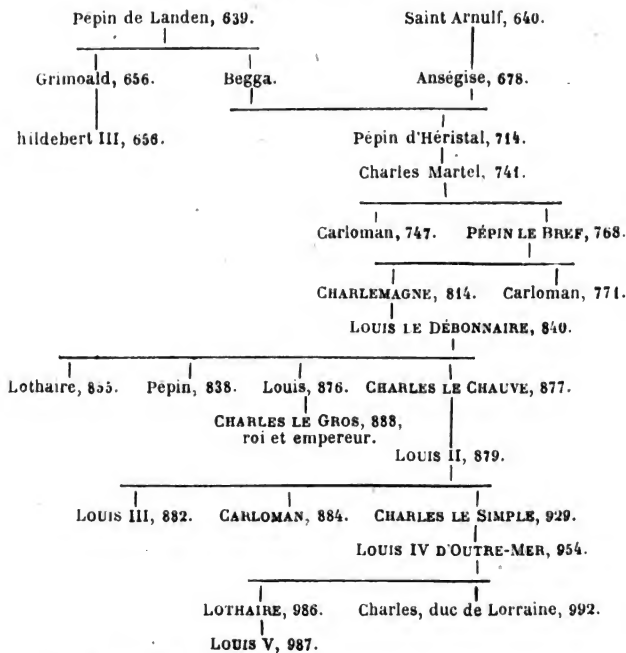 Pépin de Landen, 639. Saint Arnulf, 640.
Grimoald, 656. Begga. Anségise, 678.
hildebert III, 656. Pépin d'Héristal, 714.
Charles Martel, 741.
Carloman, 747. PÉPIN LE BREF, 768.
CHARLEMAGNE, 814. Carloman, 771.
LOUIS LE DÉBONNAIRE, 840.
Lothaire, 855. Pépin, 838. Louis, 876. CHARLES LE CHAUVE, 877.
CHARLES LE GROS, 888,
roi et empereur.
LOUIS II, 879.
LOUIS III, 882. CARLOMAN, 884. CHARLES LE SIMPLE, 929.
LOUIS IV D'OUTRE-MER, 954.
LOTHAIRE, 986. Charles, duc de Lorraine, 992.
LOUIS V, 987.